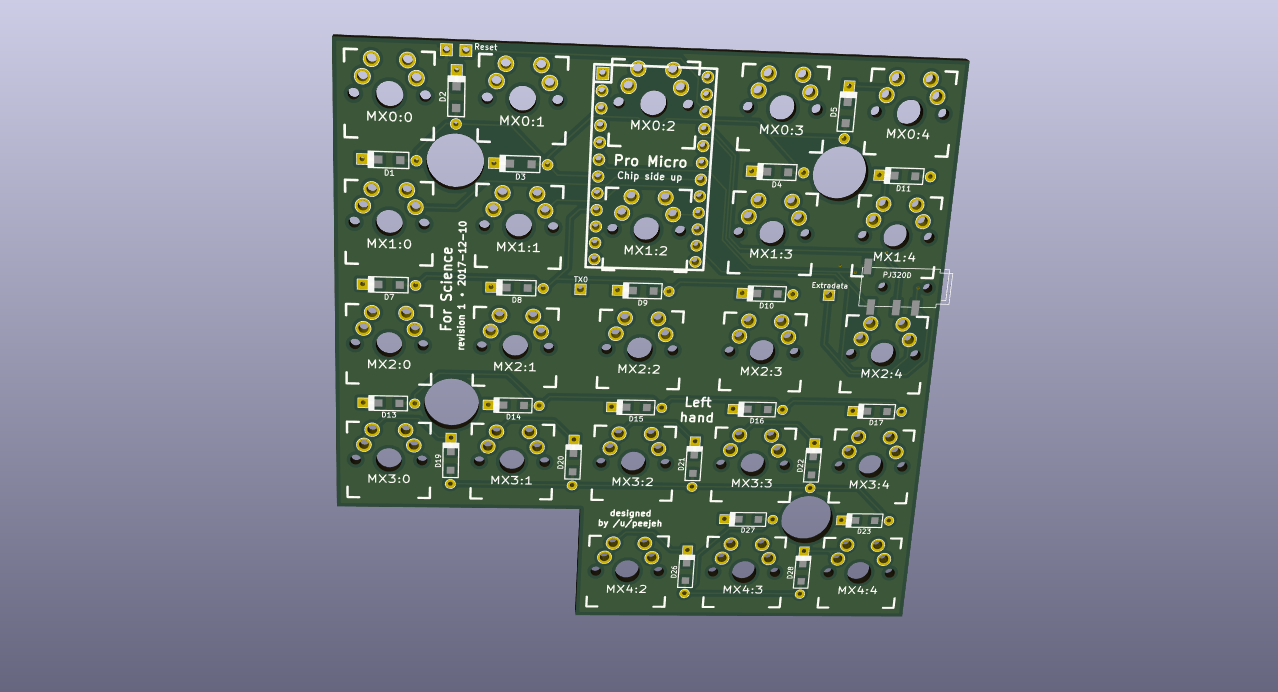 Reset
MX0:0
D2
MX0:1
MX0:2
MX0:3
D5
MX0:4
Pro Micro
Chip side up
D1
D3
D4
D11
MX1:0
MX1:1
MX1:2
MX1:3
MX1:4
For Science
revision 1 • 2017-12-10
PJ320D
TX0
Extradata
D7
D8
D9
D10
MX2:0
MX2:1
MX2:2
MX2:3
MX2:4
Left
hand
D13
D14
D15
D16
D17
MX3:0
D19
MX3:1
D20
MX3:2
D21
MX3:3
D22
MX3:4
designed
by /u/peejeh
D27
D23
MX4:2
D26
MX4:3
D28
MX4:4